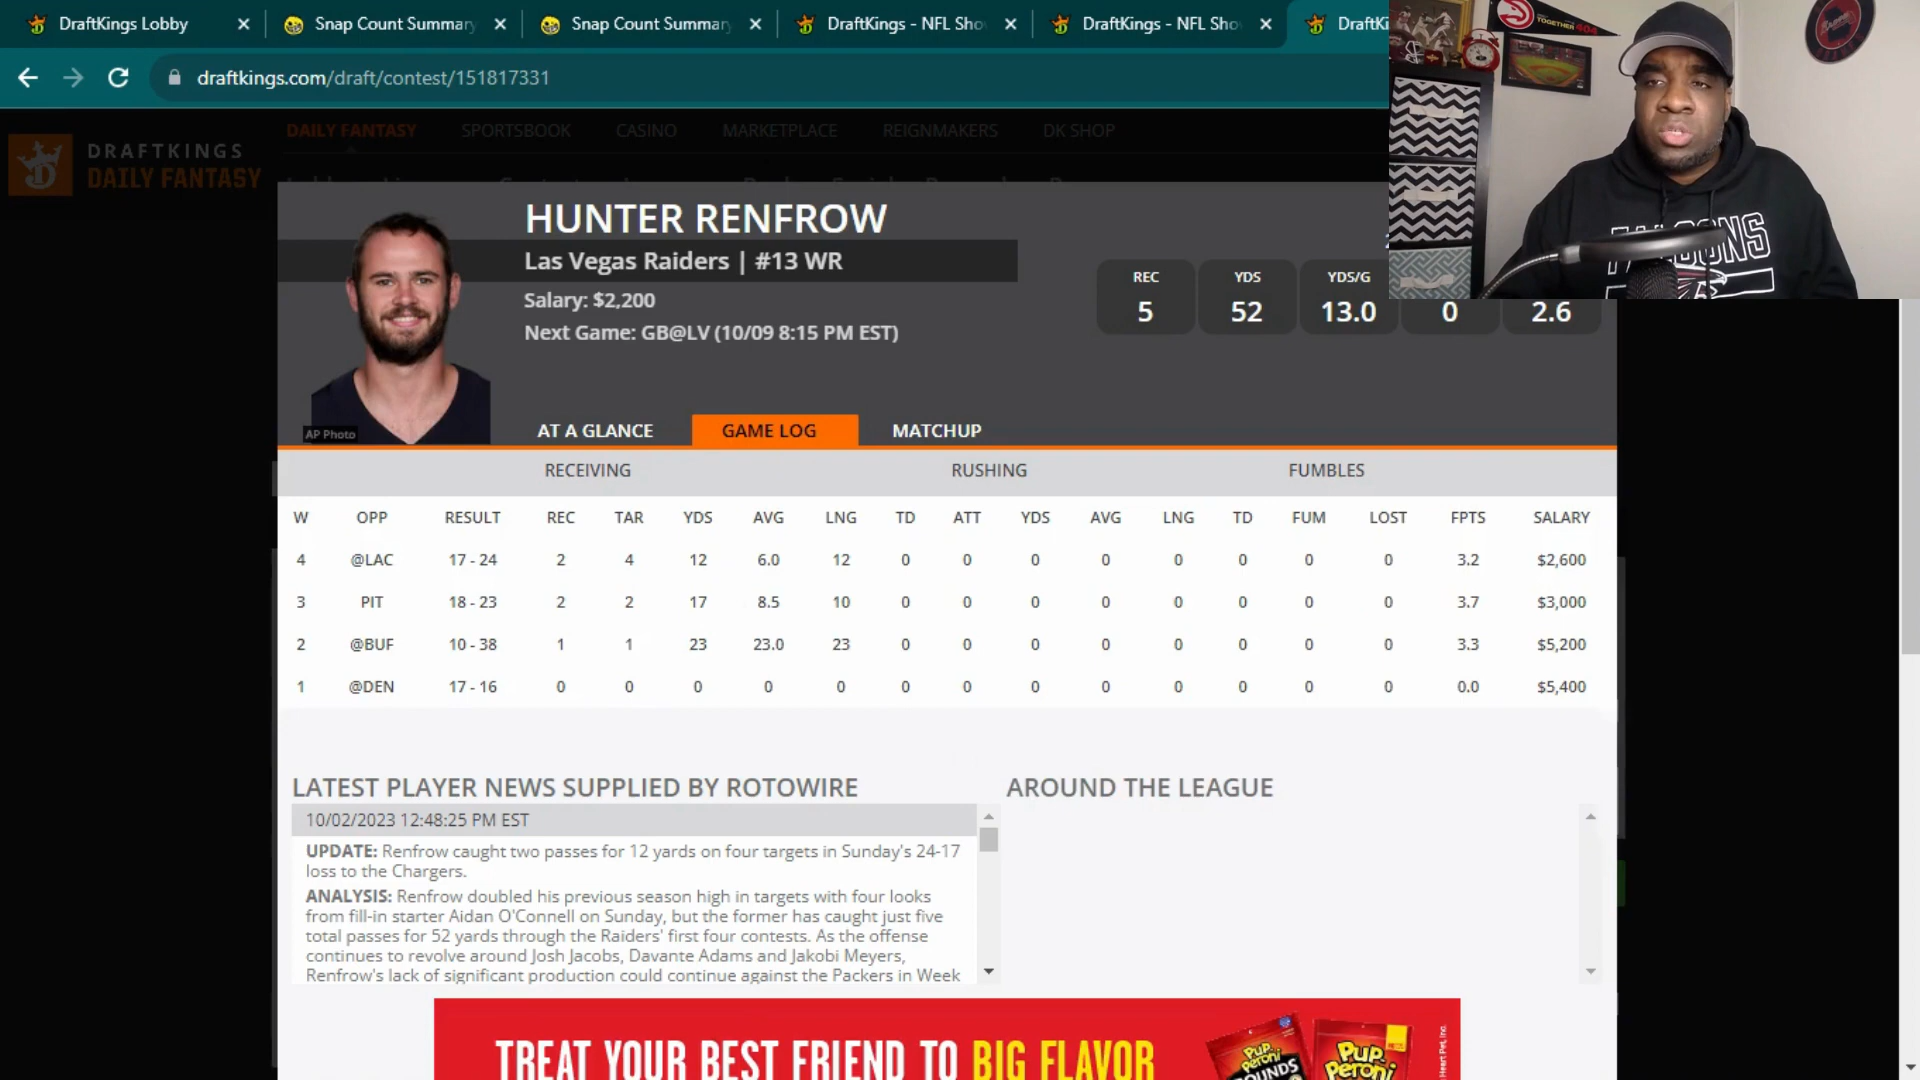 DraftKings Lobby
Snap Count Summary
Snap Count Summary
DraftKings - NFL Sho
DraftKings - NFL Sho
DraftKi
draftkings.com/draft/contest/151817331
DRAFTKINGS
DAILY FANTASY
DAILY FANTASY SPORTSBOOK CASINO MARKETPLACE REIGNMAKERS DK SHOP
HUNTER RENFROW
Las Vegas Raiders | #13 WR
Salary: $2,200
Next Game: GB@LV (10/09 8:15 PM EST)
REC YDS YDS/G
5 52 13.0 0 2.6
AP Photo
AT A GLANCE GAME LOG MATCHUP
RECEIVING RUSHING FUMBLES
W OPP RESULT REC TAR YDS AVG LNG TD ATT YDS AVG LNG TD FUM LOST FPTS SALARY
4 @LAC 17 - 24 2 4 12 6.0 12 0 0 0 0 0 0 0 0 3.2 $2,600
3 PIT 18 - 23 2 2 17 8.5 10 0 0 0 0 0 0 0 0 3.7 $3,000
2 @BUF 10 - 38 1 1 23 23.0 23 0 0 0 0 0 0 0 0 3.3 $5,200
1 @DEN 17 - 16 0 0 0 0 0 0 0 0 0 0 0 0 0 0.0 $5,400
LATEST PLAYER NEWS SUPPLIED BY ROTOWIRE
AROUND THE LEAGUE
10/02/2023 12:48:25 PM EST
UPDATE: Renfrow caught two passes for 12 yards on four targets in Sunday's 24-17
loss to the Chargers.
ANALYSIS: Renfrow doubled his previous season high in targets with four looks
from fill-in starter Aidan O'Connell on Sunday, but the former has caught just five
total passes for 52 yards through the Raiders' first four contests. As the offense
continues to revolve around Josh Jacobs, Davante Adams and Jakobi Meyers,
Renfrow's lack of significant production could continue against the Packers in Week
TREAT YOUR BEST FRIEND TO BIG FLAVOR
Pup-Peroni
Pup-Peroni
TOGETHER 404
FALCONS